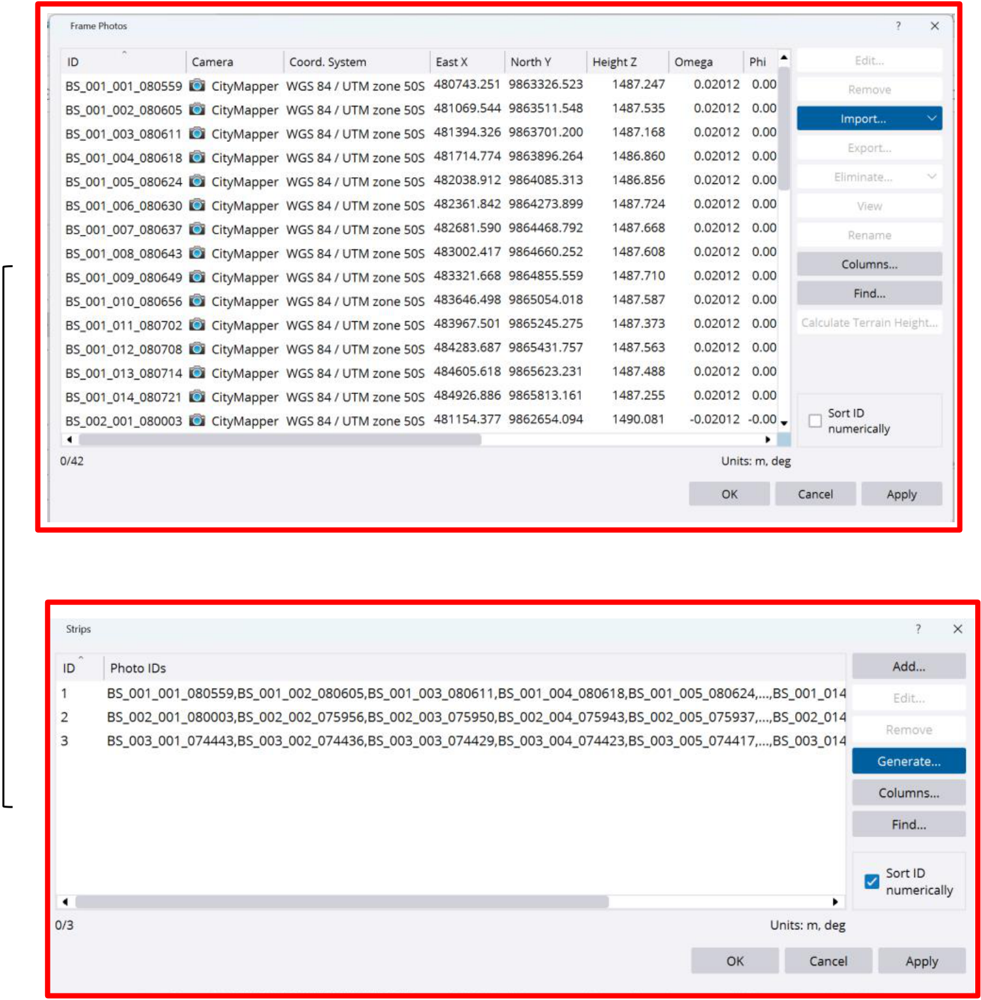 Frame Photos ? ×
ID Camera Coord. System East X North Y Height Z Omega Phi Edit...
BS_001_001_080559 CityMapper WGS 84 / UTM zone 50S 480743.251 9863326.523 1487.247 0.02012 0.00 Remove
BS_001_002_080605 CityMapper WGS 84 / UTM zone 50S 481069.544 9863511.548 1487.535 0.02012 0.00 Import...
BS_001_003_080611 CityMapper WGS 84 / UTM zone 50S 481394.326 9863701.200 1487.168 0.02012 0.00 Export...
BS_001_004_080618 CityMapper WGS 84 / UTM zone 50S 481714.774 9863896.264 1486.860 0.02012 0.00
BS_001_005_080624 CityMapper WGS 84 / UTM zone 50S 482038.912 9864085.313 1486.856 0.02012 0.00 Eliminate...
BS_001_006_080630 CityMapper WGS 84 / UTM zone 50S 482361.842 9864273.899 1487.724 0.02012 0.00 View
BS_001_007_080637 CityMapper WGS 84 / UTM zone 50S 482681.590 9864468.792 1487.668 0.02012 0.00 Rename
BS_001_008_080643 CityMapper WGS 84 / UTM zone 50S 483002.417 9864660.252 1487.608 0.02012 0.00 Columns...
BS_001_009_080649 CityMapper WGS 84 / UTM zone 50S 483321.668 9864855.559 1487.710 0.02012 0.00 Find...
BS_001_010_080656 CityMapper WGS 84 / UTM zone 50S 483646.498 9865054.018 1487.587 0.02012 0.00
BS_001_011_080702 CityMapper WGS 84 / UTM zone 50S 483967.501 9865245.275 1487.373 0.02012 0.00 Calculate Terrain Height...
BS_001_012_080708 CityMapper WGS 84 / UTM zone 50S 484283.687 9865431.757 1487.563 0.02012 0.00
BS_001_013_080714 CityMapper WGS 84 / UTM zone 50S 484605.618 9865623.231 1487.488 0.02012 0.00
BS_001_014_080721 CityMapper WGS 84 / UTM zone 50S 484926.886 9865813.161 1487.255 0.02012 0.00
BS_002_001_080003 CityMapper WGS 84 / UTM zone 50S 481154.377 9862654.094 1490.081 -0.02012 -0.00
Sort ID
numerically
0/42 Units: m, deg
OK Cancel Apply
Strips ? ×
ID Photo IDs Add...
1 BS_001_001_080559,BS_001_002_080605,BS_001_003_080611,BS_001_004_080618,BS_001_005_080624,...,BS_001_014 Edit...
2 BS_002_001_080003,BS_002_002_075956,BS_002_003_075950,BS_002_004_075943,BS_002_005_075937,...,BS_002_014 Remove
3 BS_003_001_074443,BS_003_002_074436,BS_003_003_074429,BS_003_004_074423,BS_003_005_074417,...,BS_003_014
Generate...
Columns...
Find...
Sort ID
numerically
0/3 Units: m, deg
OK Cancel Apply